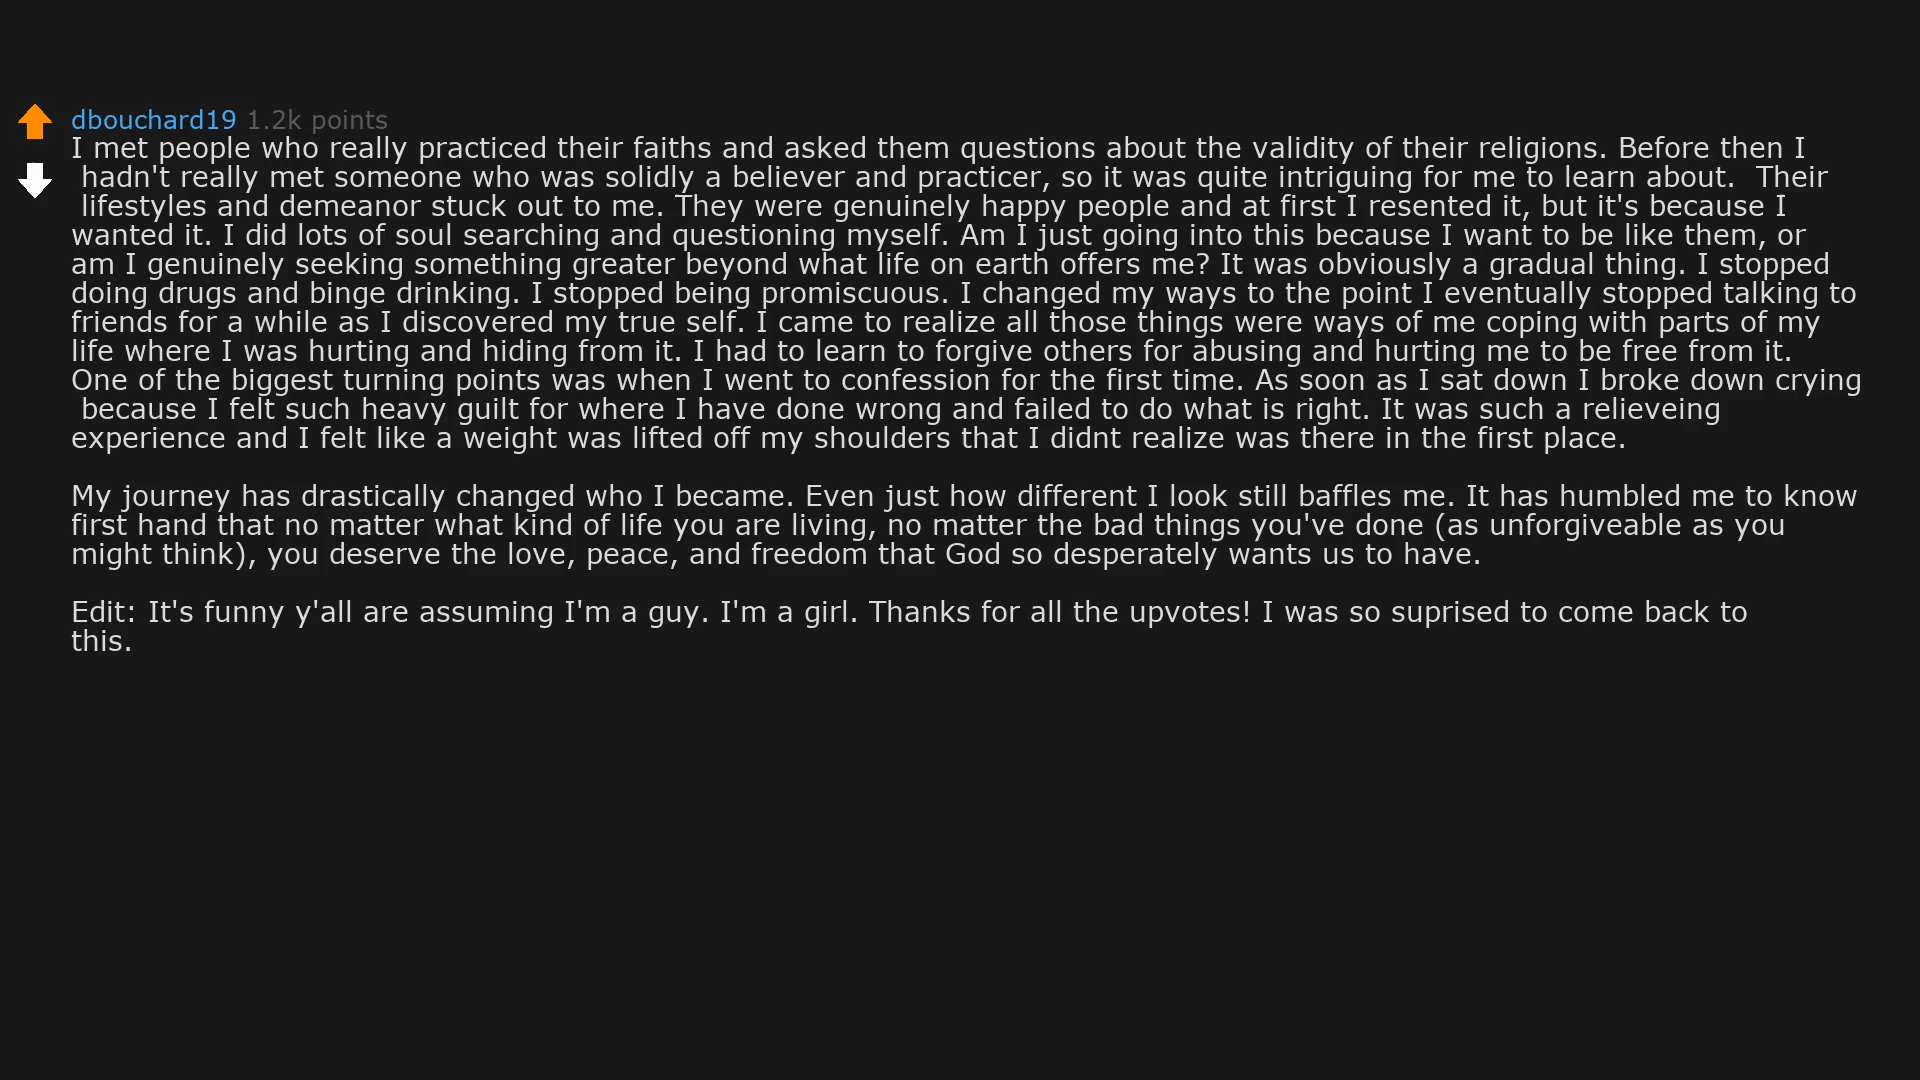 dbouchard19 1.2k points
I met people who really practiced their faiths and asked them questions about the validity of their religions. Before then I
hadn't really met someone who was solidly a believer and practicer, so it was quite intriguing for me to learn about.  Their
lifestyles and demeanor stuck out to me. They were genuinely happy people and at first I resented it, but it's because I
wanted it. I did lots of soul searching and questioning myself. Am I just going into this because I want to be like them, or
am I genuinely seeking something greater beyond what life on earth offers me? It was obviously a gradual thing. I stopped
doing drugs and binge drinking. I stopped being promiscuous. I changed my ways to the point I eventually stopped talking to
friends for a while as I discovered my true self. I came to realize all those things were ways of me coping with parts of my
life where I was hurting and hiding from it. I had to learn to forgive others for abusing and hurting me to be free from it.
One of the biggest turning points was when I went to confession for the first time. As soon as I sat down I broke down crying
because I felt such heavy guilt for where I have done wrong and failed to do what is right. It was such a relieveing
experience and I felt like a weight was lifted off my shoulders that I didnt realize was there in the first place.
My journey has drastically changed who I became. Even just how different I look still baffles me. It has humbled me to know
first hand that no matter what kind of life you are living, no matter the bad things you've done (as unforgiveable as you
might think), you deserve the love, peace, and freedom that God so desperately wants us to have.
Edit: It's funny y'all are assuming I'm a guy. I'm a girl. Thanks for all the upvotes! I was so suprised to come back to
this.